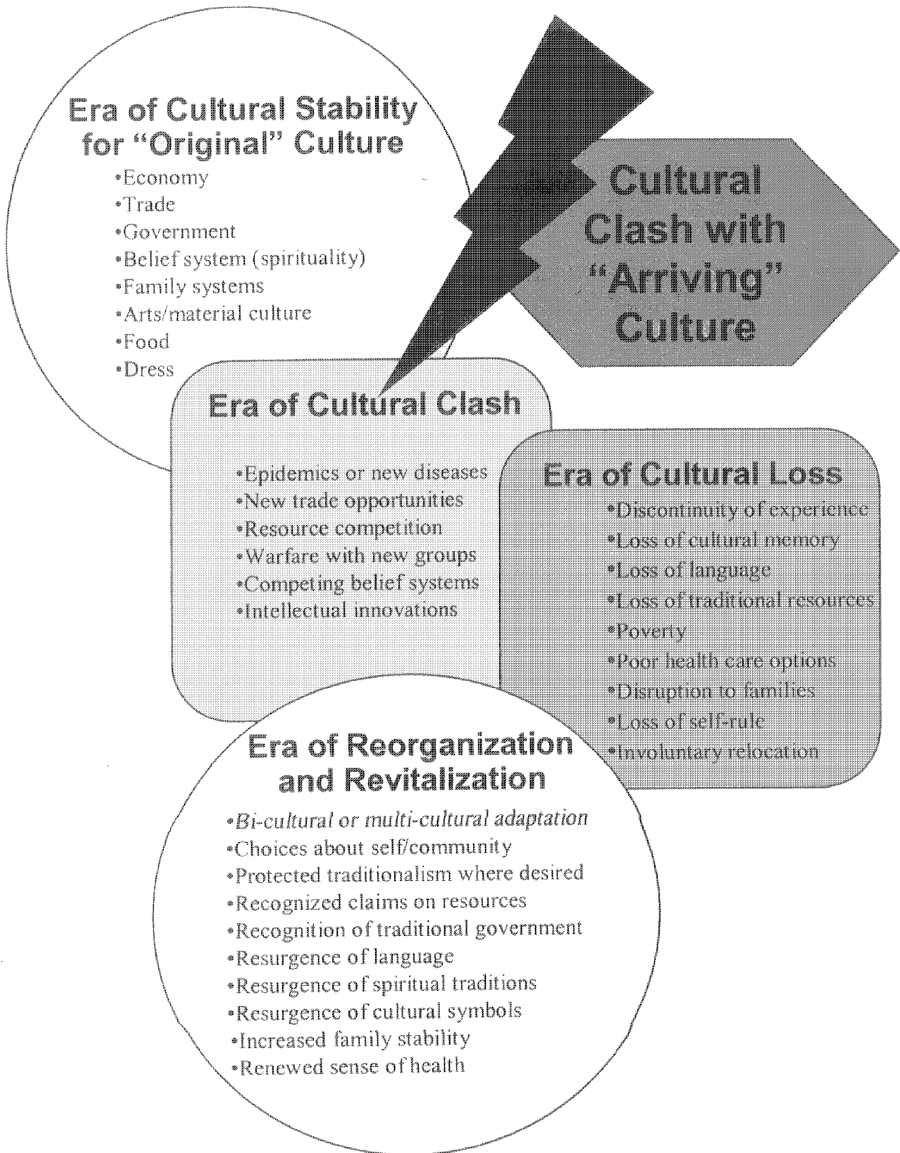 Era of Cultural Stability
for “Original” Culture
•Economy
•Trade
•Government
•Belief system (spirituality)
•Family systems
•Arts/material culture
•Food
•Dress
Cultural
Clash with
“Arriving”
Culture
Era of Cultural Clash
•Epidemics or new diseases
•New trade opportunities
•Resource competition
•Warfare with new groups
•Competing belief systems
•Intellectual innovations
Era of Cultural Loss
•Discontinuity of experience
•Loss of cultural memory
•Loss of language
•Loss of traditional resources
•Poverty
•Poor health care options
•Disruption to families
•Loss of self-rule
•Involuntary relocation
Era of Reorganization
and Revitalization
•Bi-cultural or multi-cultural adaptation
•Choices about self/community
•Protected traditionalism where desired
•Recognized claims on resources
•Recognition of traditional government
•Resurgence of language
•Resurgence of spiritual traditions
•Resurgence of cultural symbols
•Increased family stability
•Renewed sense of health